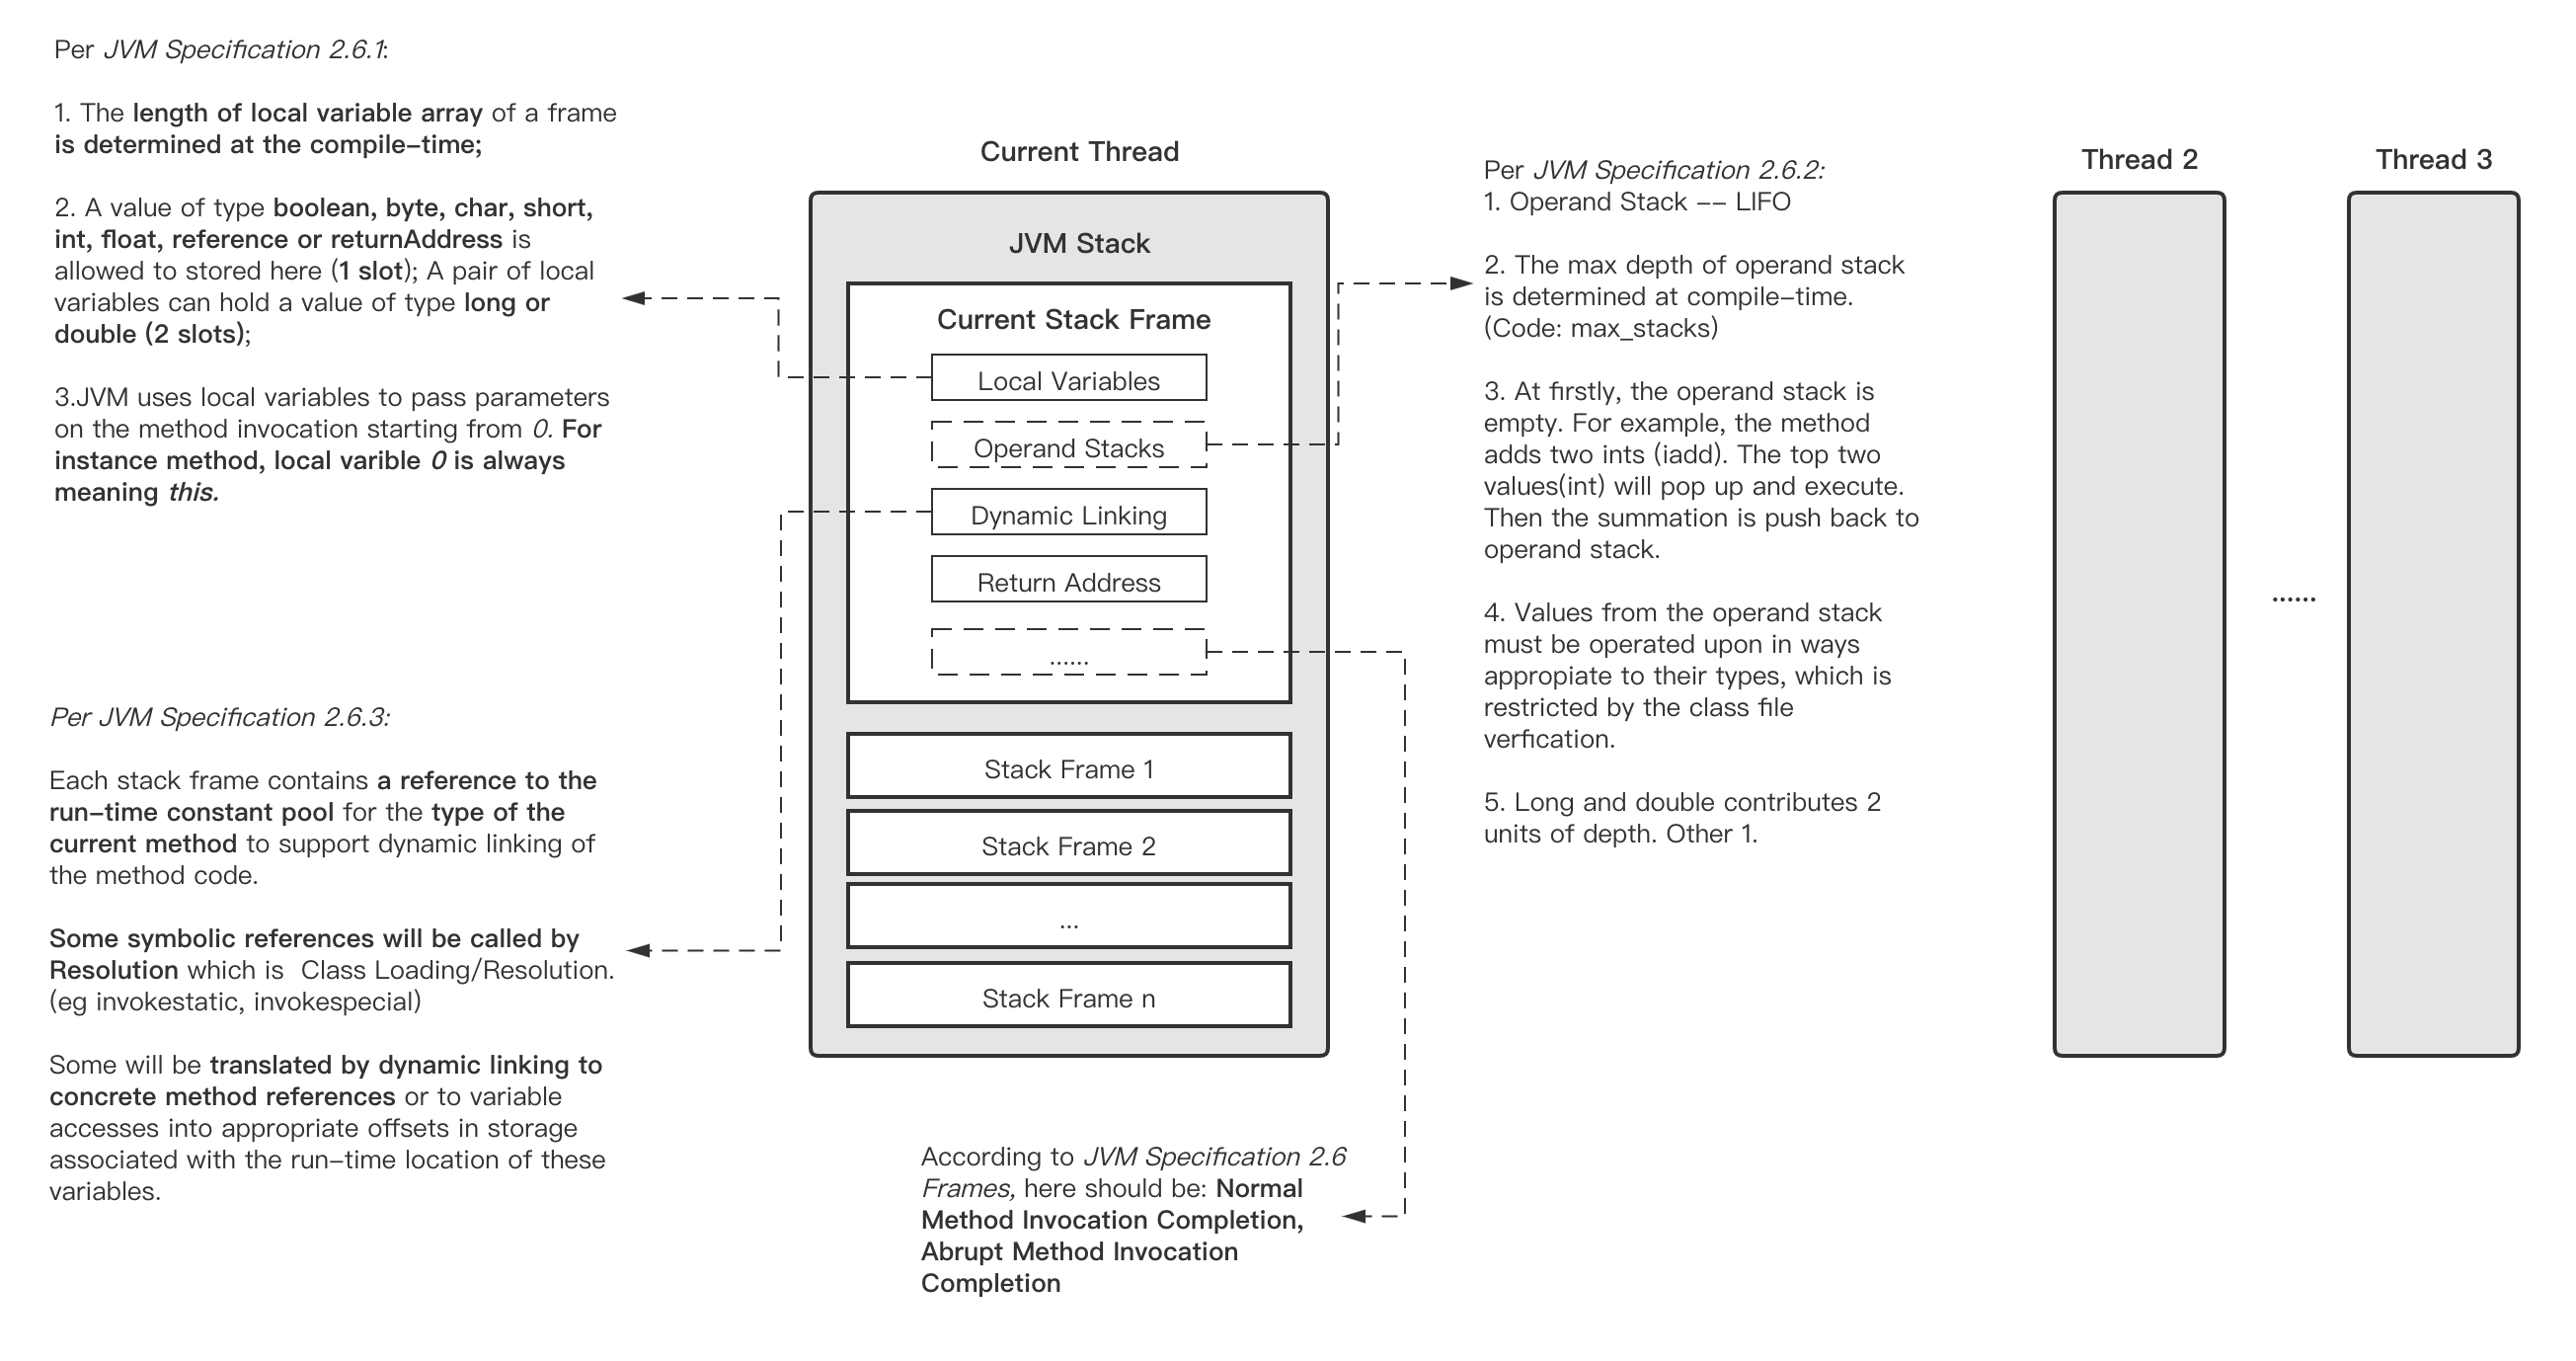 Per JVM Specification 2.6.1:
1. The length of local variable array of a frame
is determined at the compile-time;
2. A value of type boolean, byte, char, short,
int, float, reference or returnAddress is
allowed to stored here (1 slot); A pair of local
variables can hold a value of type long or
double (2 slots);
3.JVM uses local variables to pass parameters
on the method invocation starting from 0. For
instance method, local varible 0 is always
meaning this.
Per JVM Specification 2.6.3:
Each stack frame contains a reference to the
run-time constant pool for the type of the
current method to support dynamic linking of
the method code.
Some symbolic references will be called by
Resolution which is  Class Loading/Resolution.
(eg invokestatic, invokespecial)
Some will be translated by dynamic linking to
concrete method references or to variable
accesses into appropriate offsets in storage
associated with the run-time location of these
variables.
Current Thread
JVM Stack
Current Stack Frame
Local Variables
Operand Stacks
Dynamic Linking
Return Address
......
Stack Frame 1
Stack Frame 2
...
Stack Frame n
According to JVM Specification 2.6
Frames, here should be: Normal
Method Invocation Completion,
Abrupt Method Invocation
Completion
Per JVM Specification 2.6.2:
1. Operand Stack -- LIFO
2. The max depth of operand stack
is determined at compile-time.
(Code: max_stacks)
3. At firstly, the operand stack is
empty. For example, the method
adds two ints (iadd). The top two
values(int) will pop up and execute.
Then the summation is push back to
operand stack.
4. Values from the operand stack
must be operated upon in ways
appropiate to their types, which is
restricted by the class file
verfication.
5. Long and double contributes 2
units of depth. Other 1.
Thread 2
......
Thread 3